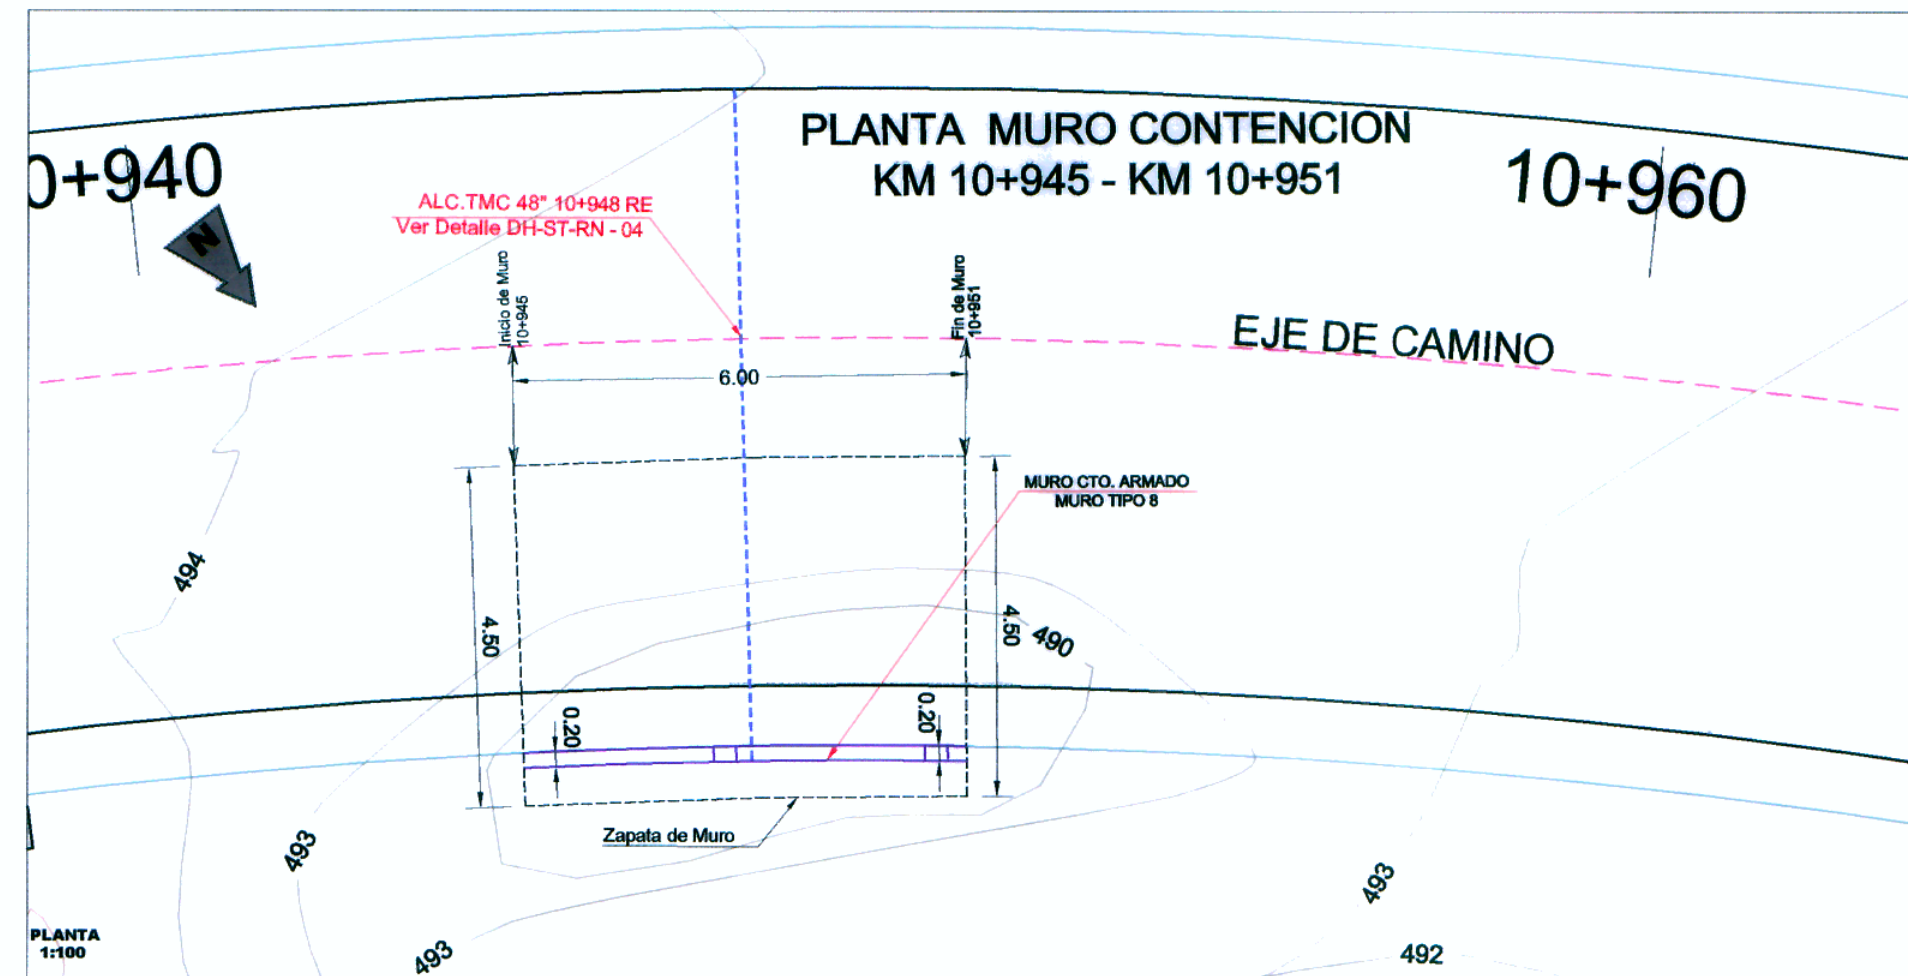 PLANTA MURO CONTENCION
KM 10+945 - KM 10+951
0+940
10+960
N
ALC.TMC 48" 10+948 RE
Ver Detalle DH-ST-RN - 04
Inicio de Muro
10+945
Fin de Muro
10+951
EJE DE CAMINO
6.00
MURO CTO. ARMADO
MURO TIPO 8
494
4.50
4.50
490
0.20
0.20
Zapata de Muro
493
493
493
492
PLANTA
1:100